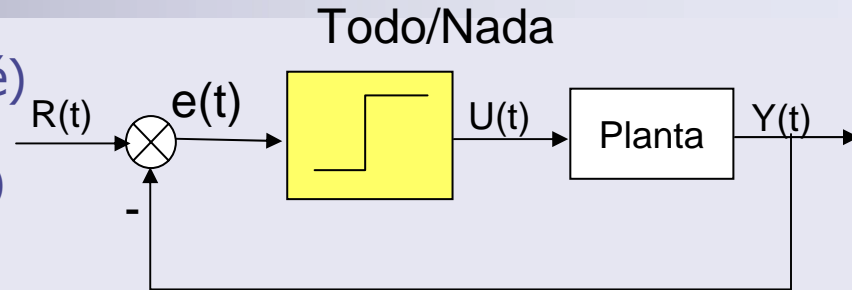 Todo/Nada
é)
R(t)
e(t)
U(t)
Planta
Y(t)
)
-